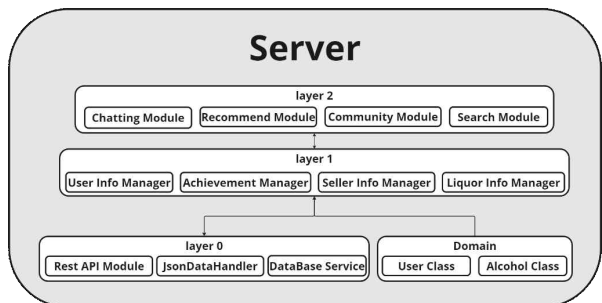 Server
layer 2
Chatting Module Recommend Module Community Module Search Module
layer 1
User Info Manager Achievement Manager Seller Info Manager Liquor Info Manager
layer 0
Rest API Module JsonDataHandler DataBase Service
Domain
User Class Alcohol Class